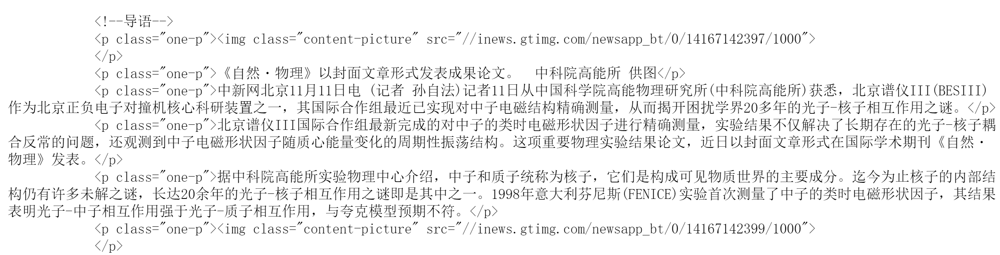 <!--导语-->
<p class="one-p"><img class="content-picture" src="//inews.gtimg.com/newsapp_bt/0/14167142397/1000">
</p>
<p class="one-p">《自然·物理》以封面文章形式发表成果论文。　中科院高能所 供图</p>
<p class="one-p">中新网北京11月11日电 (记者 孙自法)记者11日从中国科学院高能物理研究所(中科院高能所)获悉，北京谱仪III(BESIII)
作为北京正负电子对撞机核心科研装置之一，其国际合作组最近已实现对中子电磁结构精确测量，从而揭开困扰学界20多年的光子-核子相互作用之谜。</p>
<p class="one-p">北京谱仪III国际合作组最新完成的对中子的类时电磁形状因子进行精确测量，实验结果不仅解决了长期存在的光子-核子耦
合反常的问题，还观测到中子电磁形状因子随质心能量变化的周期性振荡结构。这项重要物理实验结果论文，近日以封面文章形式在国际学术期刊《自然·
物理》发表。</p>
<p class="one-p">据中科院高能所实验物理中心介绍，中子和质子统称为核子，它们是构成可见物质世界的主要成分。迄今为止核子的内部结
构仍有许多未解之谜，长达20余年的光子-核子相互作用之谜即是其中之一。1998年意大利芬尼斯(FENICE)实验首次测量了中子的类时电磁形状因子，其结果
表明光子-中子相互作用强于光子-质子相互作用，与夸克模型预期不符。</p>
<p class="one-p"><img class="content-picture" src="//inews.gtimg.com/newsapp_bt/0/14167142399/1000">
</p>